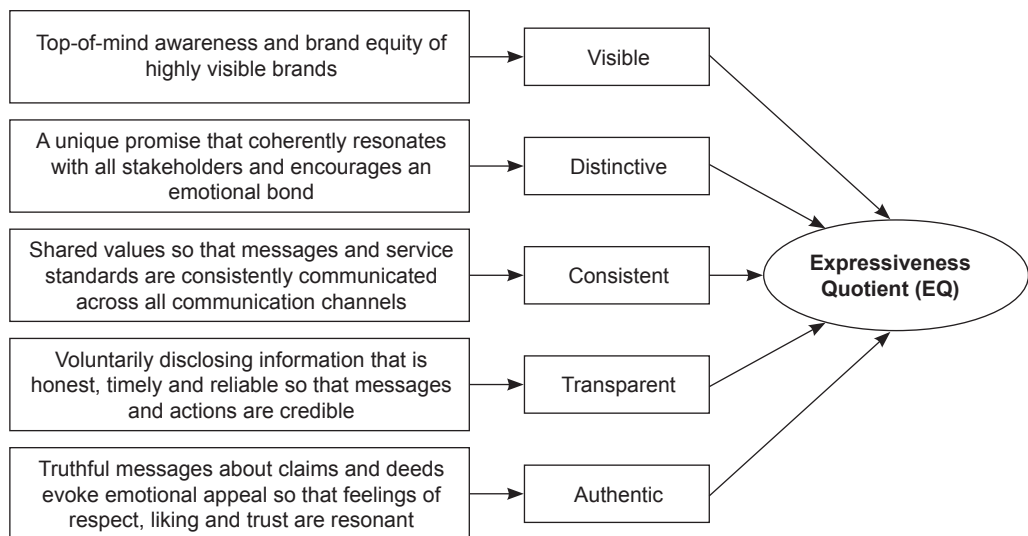 Top-of-mind awareness and brand equity of
highly visible brands
Visible
A unique promise that coherently resonates
with all stakeholders and encourages an
emotional bond
Distinctive
Shared values so that messages and service
standards are consistently communicated
across all communication channels
Consistent
Expressiveness
Quotient (EQ)
Voluntarily disclosing information that is
honest, timely and reliable so that messages
and actions are credible
Transparent
Truthful messages about claims and deeds
evoke emotional appeal so that feelings of
respect, liking and trust are resonant
Authentic